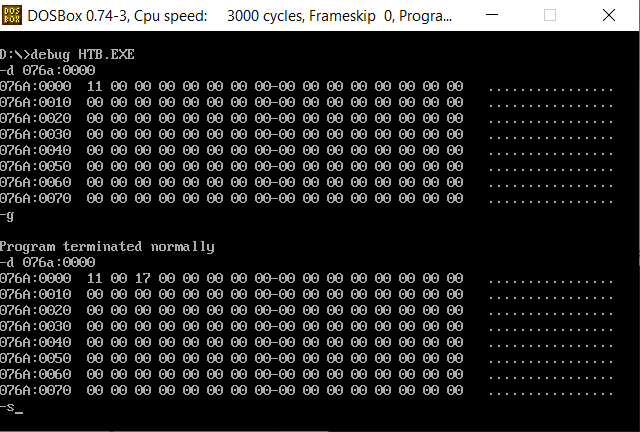 DOS BOX DOSBox 0.74-3, Cpu speed: 3000 cycles, Frameskip 0, Progra...
D:\>debug HTB.EXE
-d 076a:0000
076A:0000 11 00 00 00 00 00 00 00-00 00 00 00 00 00 00 00 ................
076A:0010 00 00 00 00 00 00 00 00-00 00 00 00 00 00 00 00 ................
076A:0020 00 00 00 00 00 00 00 00-00 00 00 00 00 00 00 00 ................
076A:0030 00 00 00 00 00 00 00 00-00 00 00 00 00 00 00 00 ................
076A:0040 00 00 00 00 00 00 00 00-00 00 00 00 00 00 00 00 ................
076A:0050 00 00 00 00 00 00 00 00-00 00 00 00 00 00 00 00 ................
076A:0060 00 00 00 00 00 00 00 00-00 00 00 00 00 00 00 00 ................
076A:0070 00 00 00 00 00 00 00 00-00 00 00 00 00 00 00 00 ................
-g
Program terminated normally
-d 076a:0000
076A:0000 11 00 17 00 00 00 00 00-00 00 00 00 00 00 00 00 ................
076A:0010 00 00 00 00 00 00 00 00-00 00 00 00 00 00 00 00 ................
076A:0020 00 00 00 00 00 00 00 00-00 00 00 00 00 00 00 00 ................
076A:0030 00 00 00 00 00 00 00 00-00 00 00 00 00 00 00 00 ................
076A:0040 00 00 00 00 00 00 00 00-00 00 00 00 00 00 00 00 ................
076A:0050 00 00 00 00 00 00 00 00-00 00 00 00 00 00 00 00 ................
076A:0060 00 00 00 00 00 00 00 00-00 00 00 00 00 00 00 00 ................
076A:0070 00 00 00 00 00 00 00 00-00 00 00 00 00 00 00 00 ................
-s_